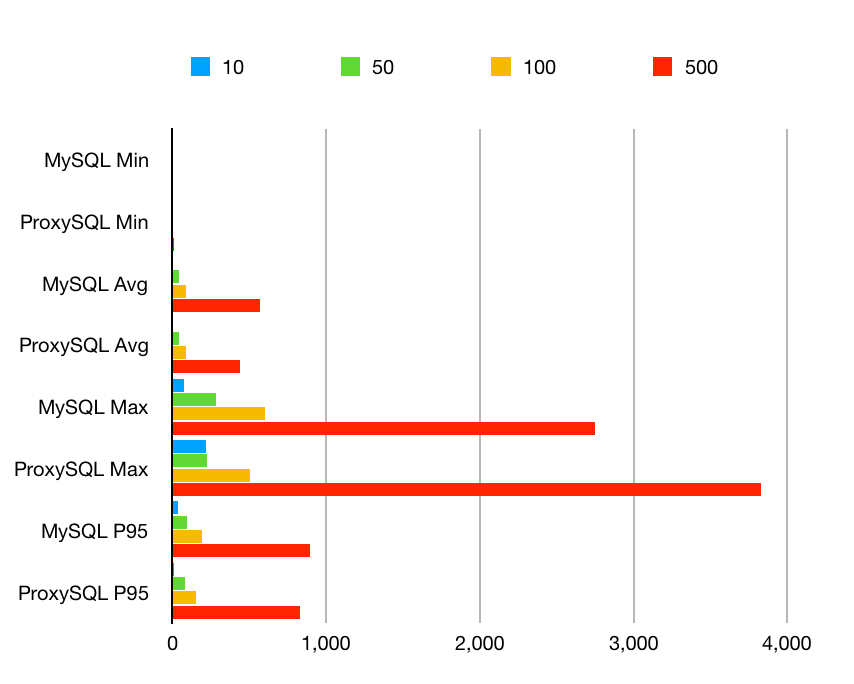 10 50 100 500
MySQL Min
ProxySQL Min
MySQL Avg
ProxySQL Avg
MySQL Max
ProxySQL Max
MySQL P95
ProxySQL P95
0 1,000 2,000 3,000 4,000